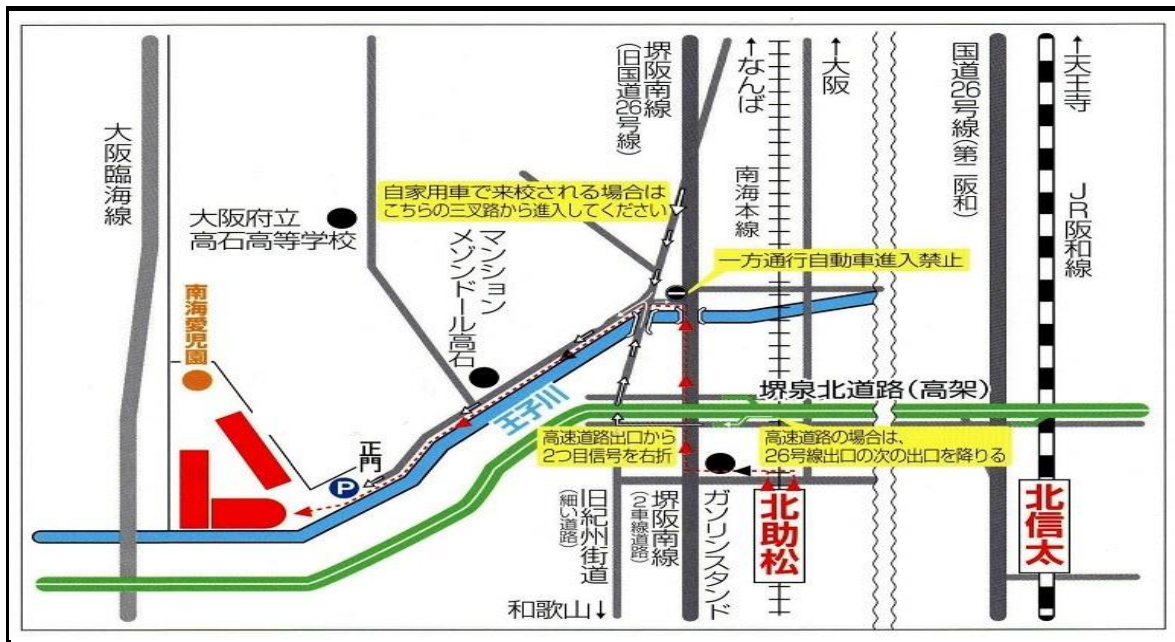 大阪臨海線
大阪府立
高石高等学校
南海愛児園
正門
P
マンション
メゾンドール高石
自家用車で来校される場合は
こちらの三叉路から進入してください
堺阪南線
(旧国道26号線)
↑なんば
南海本線
↑大阪
国道26号線(第二阪和)
↑天王寺
JR阪和線
一方通行自動車進入禁止
王子川
堺泉北道路(高架)
高速道路出口から
2つ目信号を右折
高速道路の場合は、
26号線出口の次の出口を降りる
旧紀州街道
(細い道路)
堺阪南線
(2車線道路)
ガソリンスタンド
北助松
北信太
和歌山↓